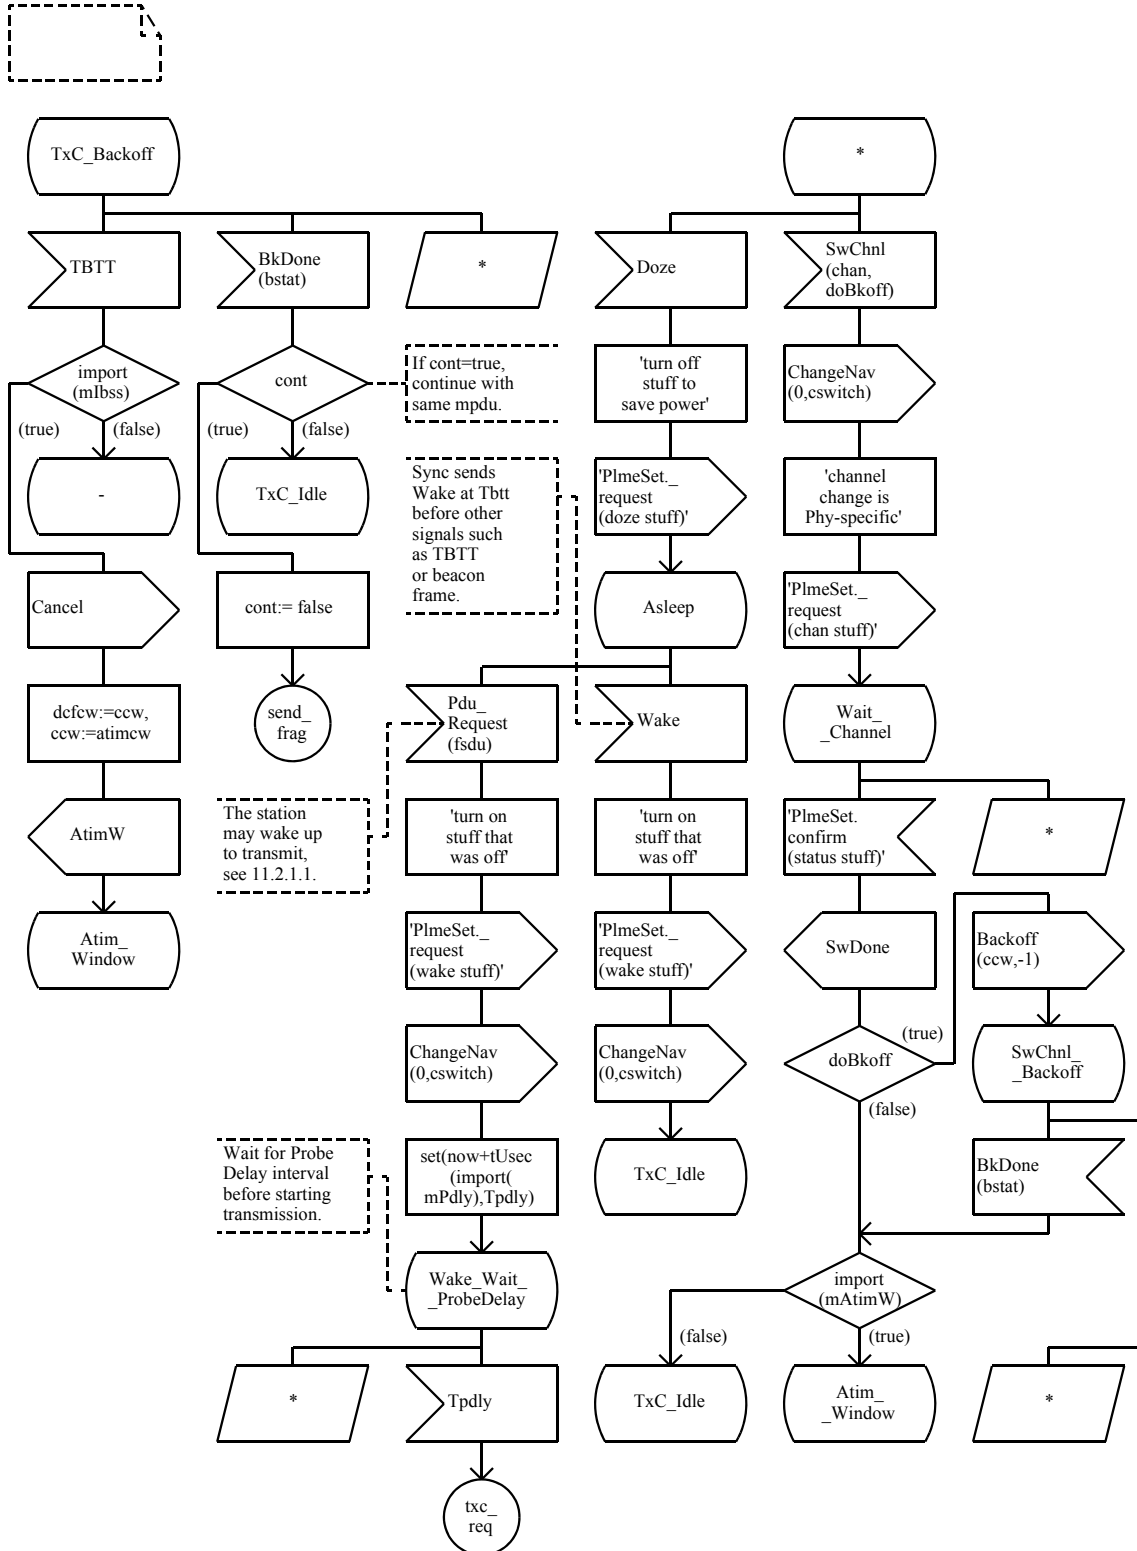 TxC_Backoff
*
TBTT
BkDone
(bstat)
*
Doze
SwChnl
(chan,
doBkoff)
import
(mIbss)
(true)
(false)
cont
(true)
(false)
If cont=true,
continue with
same mpdu.
'turn off
stuff to
save power'
ChangeNav
(0,cswitch)
-
TxC_Idle
Sync sends
Wake at Tbtt
before other
signals such
as TBTT
or beacon
frame.
'PlmeSet._
request
(doze stuff)'
'channel
change is
Phy-specific'
Cancel
cont:= false
Asleep
'PlmeSet._
request
(chan stuff)'
dcfcw:=ccw,
ccw:=atimcw
send_
frag
Pdu_
Request
(fsdu)
Wake
Wait_
_Channel
AtimW
The station
may wake up
to transmit,
see 11.2.1.1.
'turn on
stuff that
was off'
'turn on
stuff that
was off'
'PlmeSet.
confirm
(status stuff)'
*
Atim_
_Window
'PlmeSet._
request
(wake stuff)'
'PlmeSet._
request
(wake stuff)'
SwDone
Backoff
(ccw,-1)
ChangeNav
(0,cswitch)
ChangeNav
(0,cswitch)
doBkoff
(true)
(false)
SwChnl_
_Backoff
Wait for Probe
Delay interval
before starting
transmission.
set(now+tUsec
(import(
mPdly),Tpdly)
TxC_Idle
BkDone
(bstat)
Wake_Wait_
_ProbeDelay
import
(mAtimW)
(false)
(true)
*
Tpdly
TxC_Idle
Atim_
_Window
*
txc_
req